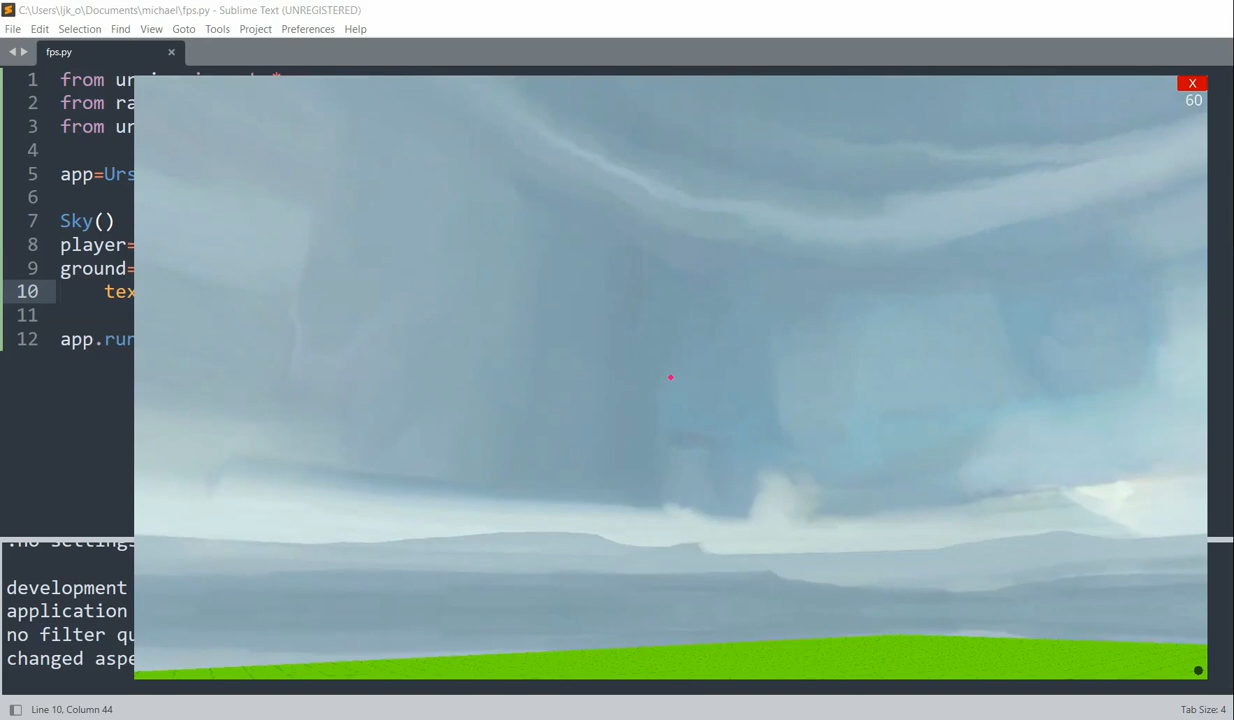 C:\Users\ljk_o\Documents\michael\fps.py - Sublime Text (UNREGISTERED)
File Edit Selection Find View Goto Tools Project Preferences Help
fps.py
1 from ur
2 from ra
3 from ur
4
5 app=Urs
6
7 Sky()
8 player=
9 ground=
10 tex
11
12 app.run
X
60
.no settings
development
application
no filter qu
changed aspe
Line 10, Column 44
Tab Size: 4